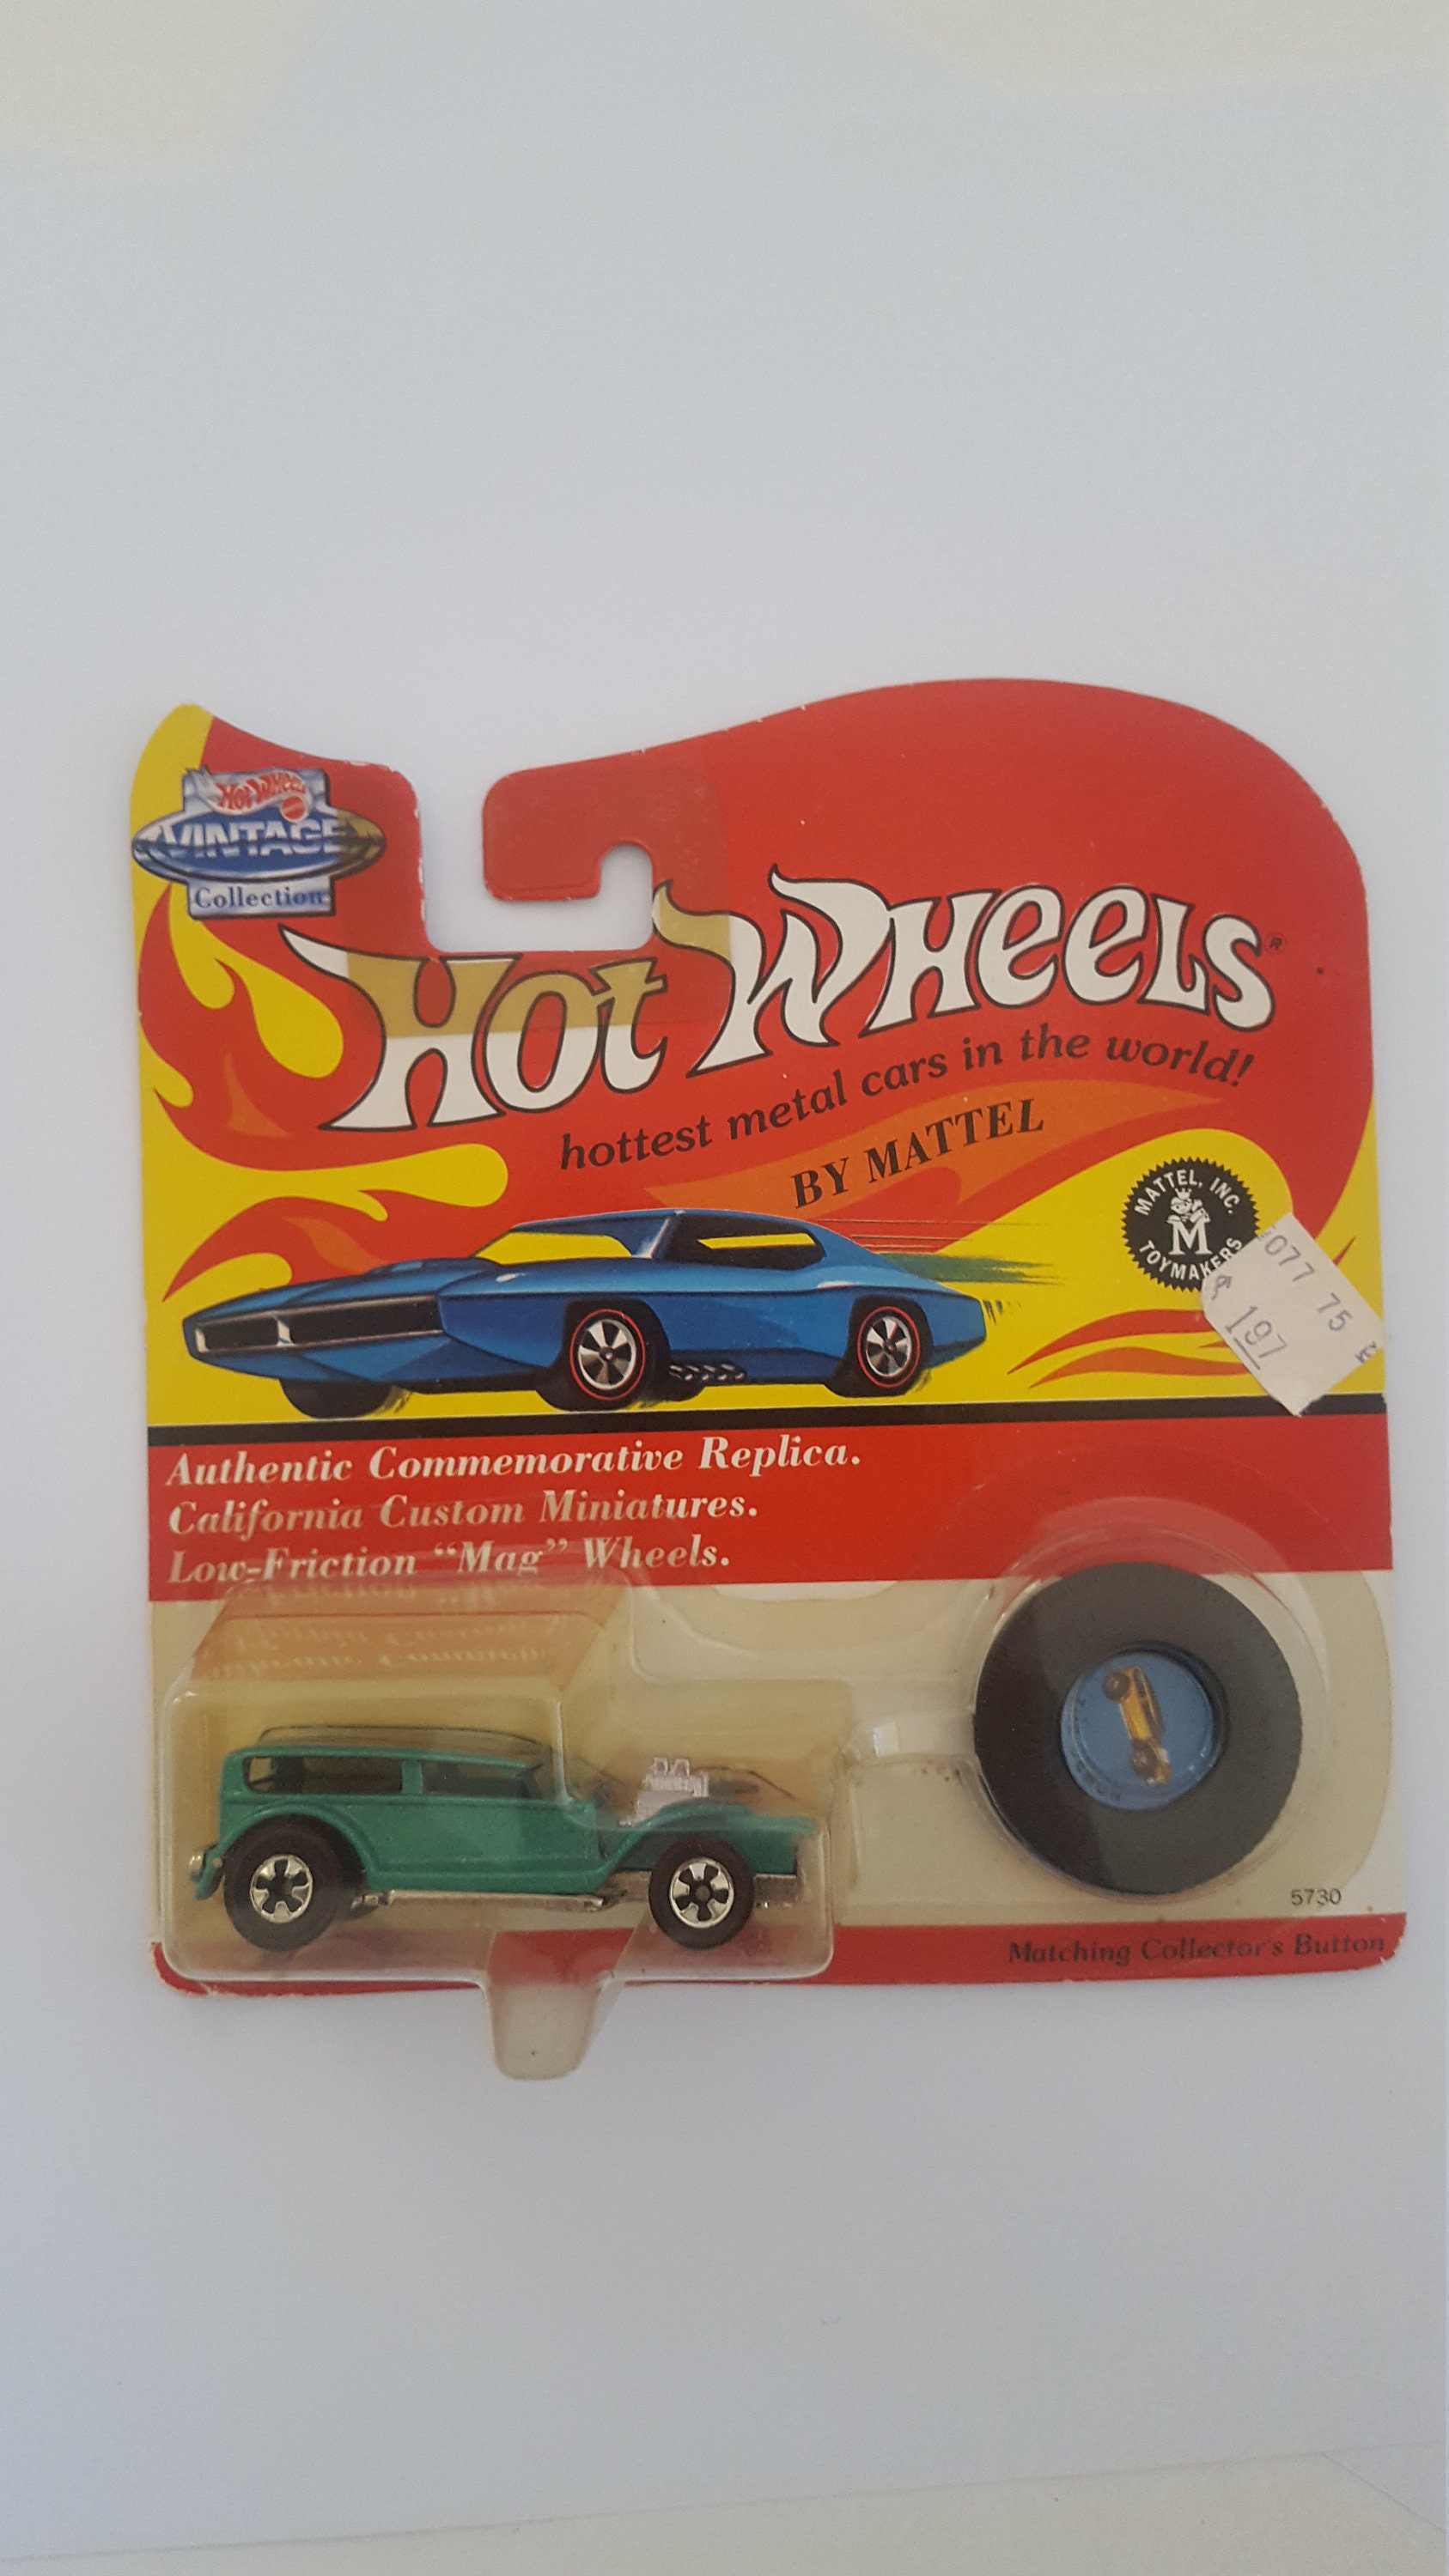 Hot Wheels
VINTAGE
Collection
Hot Wheels®
hottest metal cars in the world!
BY MATTEL
MATTEL, INC.
M
TOYMAKERS
077 75
197
Authentic Commemorative Replica.
California Custom Miniatures.
Low-Friction “Mag” Wheels.
5730
Matching Collector's Button